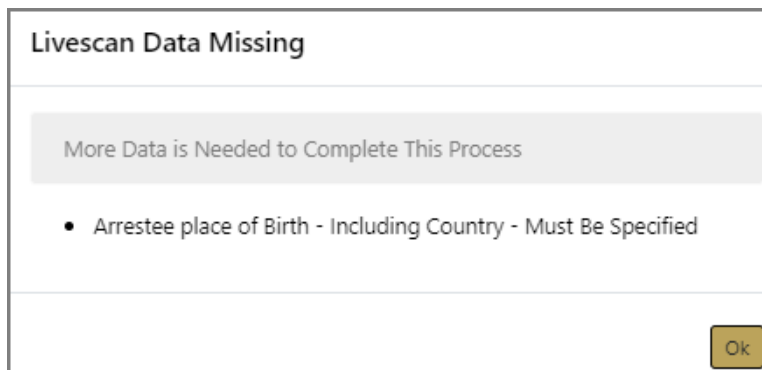 Livescan Data Missing
More Data is Needed to Complete This Process
• Arrestee place of Birth - Including Country - Must Be Specified
Ok